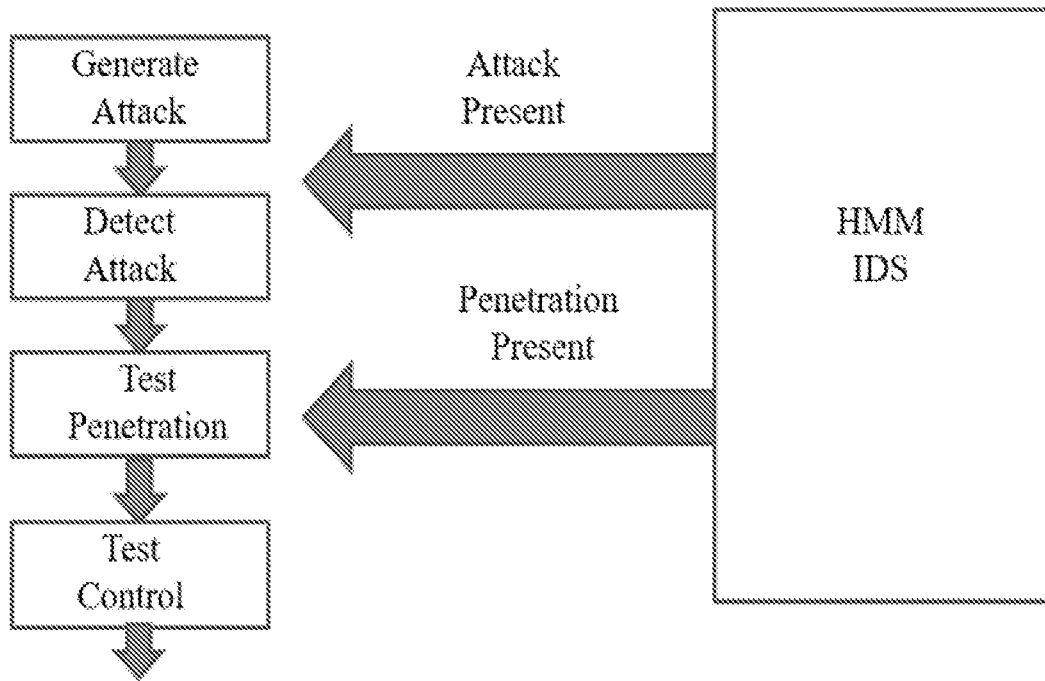 Generate
Attack
Detect
Attack
Test
Penetration
Test
Control
Attack
Present
Penetration
Present
HMM
IDS